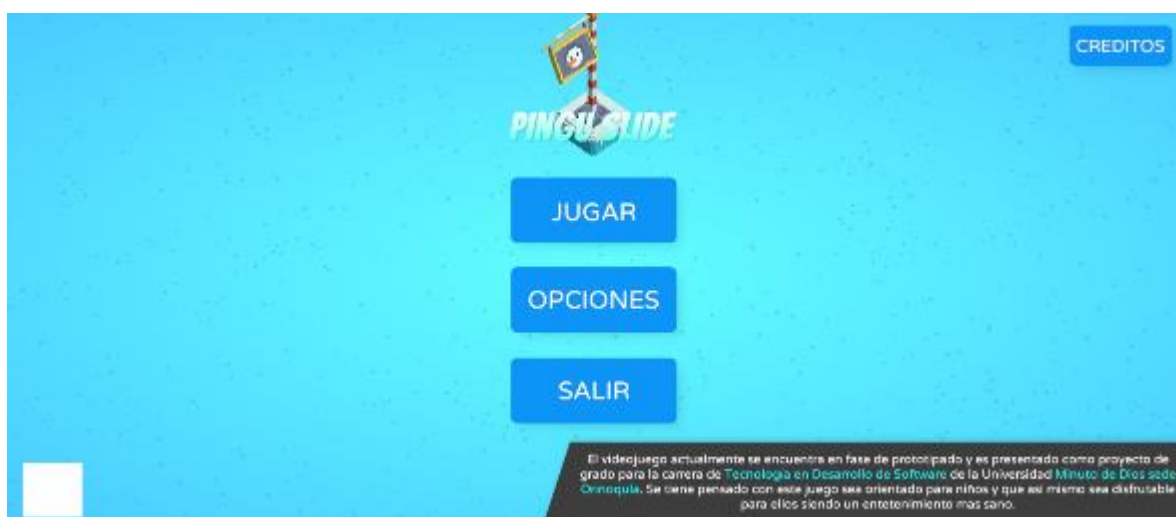 CREDITOS
PINGU SLIDE
JUGAR
OPCIONES
SALIR
El videojuego actualmente se encuentra en fase de prototipado y es presentado como proyecto de
grado para la carrera de Tecnologia en Desarrollo de Software de la Universidad Minuto de Dios sede
Orinoquia. Se tiene pensado con este juego sea orientado para niños y que asi mismo sea disfrutable
para ellos siendo un entetenimiento mas sano.